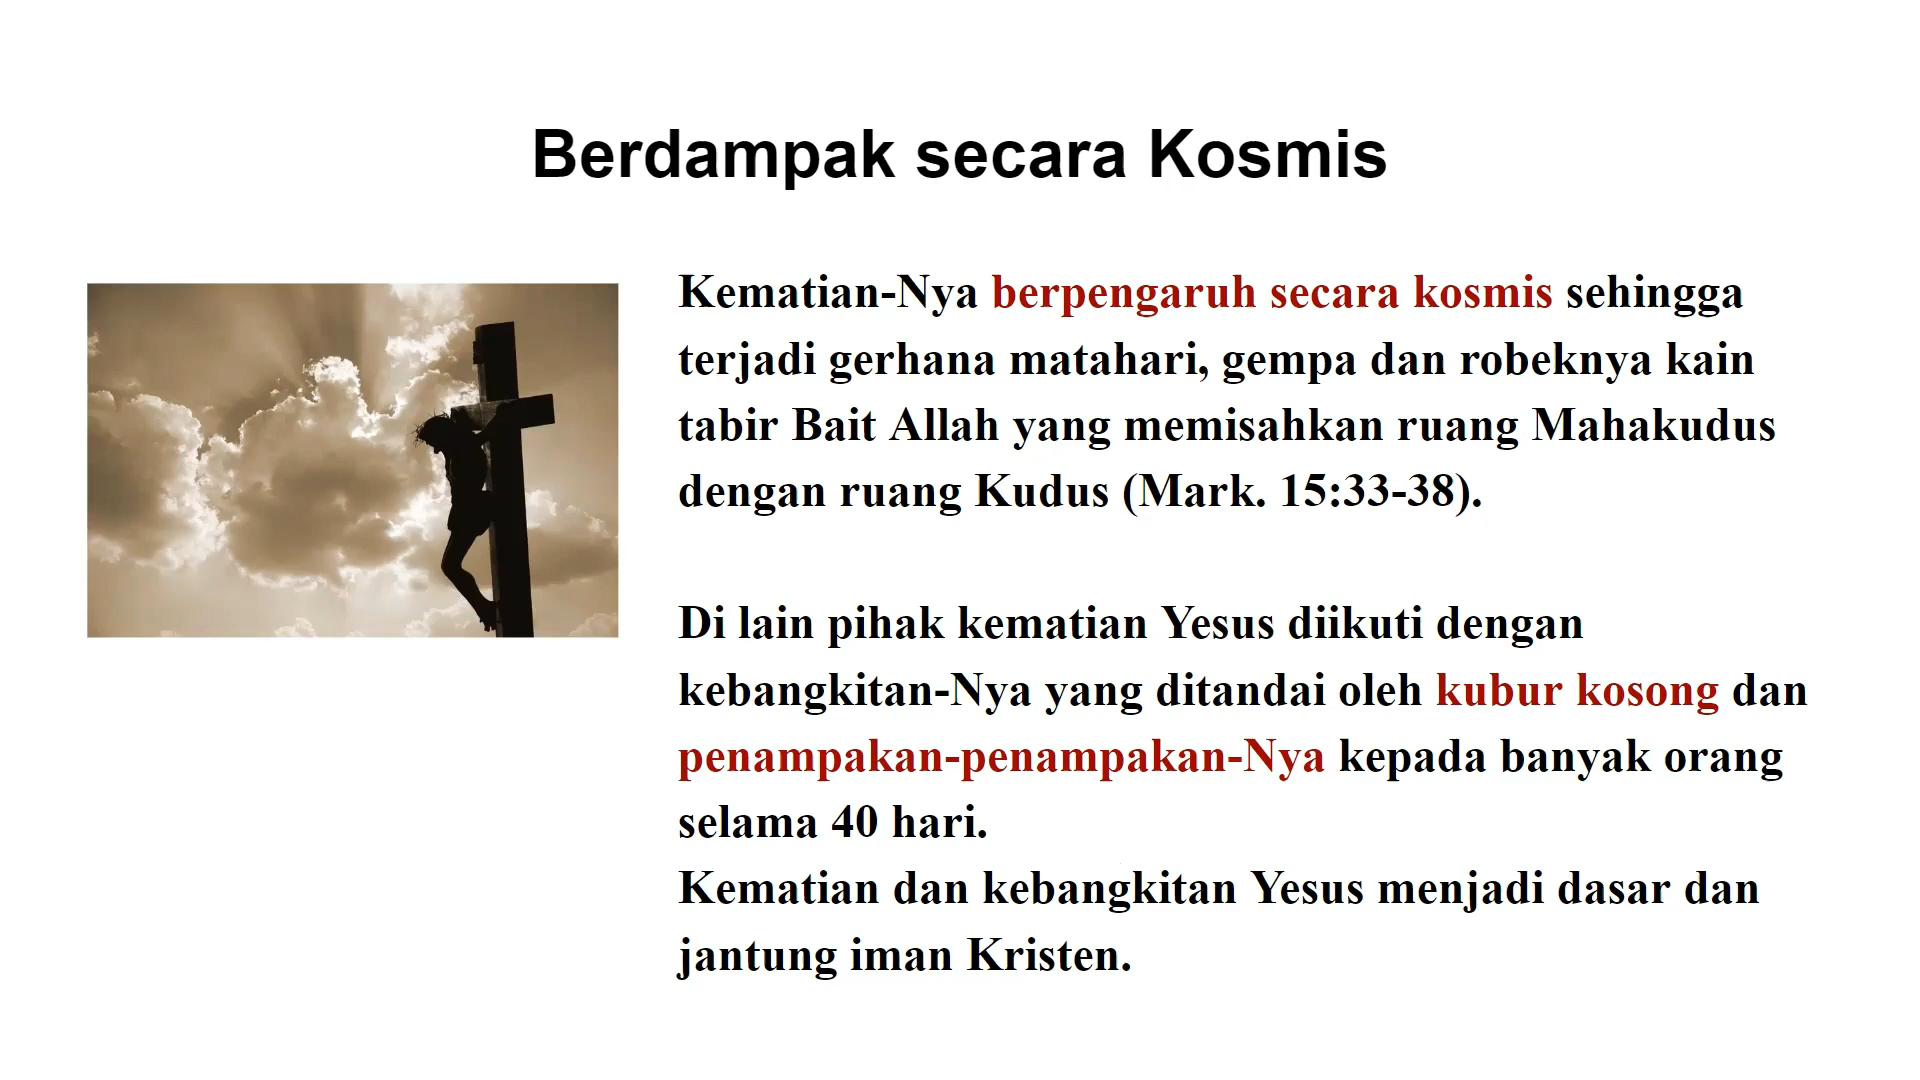 Berdampak secara Kosmis
Kematian-Nya berpengaruh secara kosmis sehingga
terjadi gerhana matahari, gempa dan robeknya kain
tabir Bait Allah yang memisahkan ruang Mahakudus
dengan ruang Kudus (Mark. 15:33-38).
Di lain pihak kematian Yesus diikuti dengan
kebangkitan-Nya yang ditandai oleh kubur kosong dan
penampakan-penampakan-Nya kepada banyak orang
selama 40 hari.
Kematian dan kebangkitan Yesus menjadi dasar dan
jantung iman Kristen.